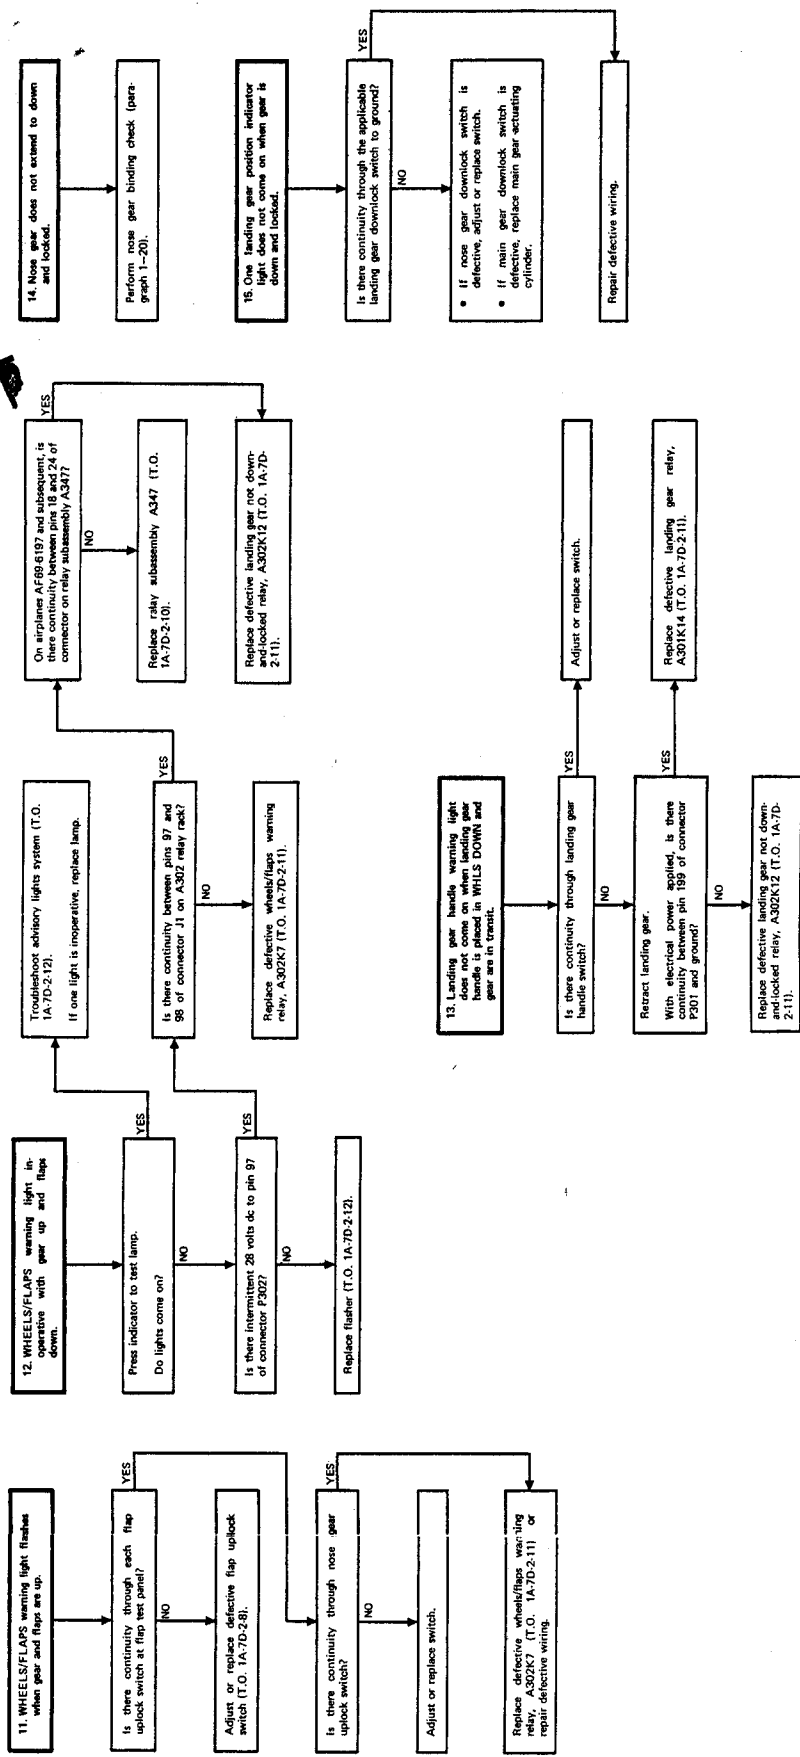 11. WHEELS/FLAPS warning light flashes
when gear and flaps are up.
Is there continuity through each flap
uplock switch at flap test panel?
YES
NO
Adjust or replace defective flap uplock
switch (T.O. 1A-7D-2-8).
Is there continuity through nose gear
uplock switch?
YES
NO
Adjust or replace switch.
Replace defective wheels/flaps warning
relay, A302K7 (T.O. 1A-7D-2-11) or
repair defective wiring.
12. WHEELS/FLAPS warning light in-
operative with gear up and flaps
down.
Press indicator to test lamp.
Do lights come on?
YES
NO
Is there intermittent 28 volts dc to pin 97
of connector P302?
YES
NO
Replace flasher (T.O. 1A-7D-2-12).
Troubleshoot advisory lights system (T.O.
1A-7D-2-12).
If one light is inoperative, replace lamp.
Is there continuity between pins 97 and
98 of connector J1 on A302 relay rack?
YES
NO
Replace defective wheels/flaps warning
relay, A302K7 (T.O. 1A-7D-2-11).
On airplanes AF69-6197 and subsequent, is
there continuity between pins 18 and 24 of
connector on relay subassembly A347?
YES
NO
Replace ralay subassembly A347 (T.O.
1A-7D-2-10).
Replace defective landing gear not down-
and-locked relay, A302K12 (T.O. 1A-7D-
2-11).
13. Landing gear handle warning light
does not come on when landing gear
handle is placed in WHLS DOWN and
gear are in transit.
Is there continuity through landing gear
handle switch?
YES
NO
Adjust or replace switch.
Retract landing gear.
With electrical power applied, is there
continuity between pin 199 of connector
P301 and ground?
YES
NO
Replace defective landing gear relay,
A301K14 (T.O. 1A-7D-2-11).
Replace defective landing gear not down-
and-locked relay, A302K12 (T.O. 1A-7D-
2-11).
14. Nose gear does not extend to down
and locked.
Perform nose gear binding check (para-
graph 1–20).
15. One landing gear position indicator
light does not come on when gear is
down and locked.
Is there continuity through the applicable
landing gear downlock switch to ground?
YES
NO
• If nose gear downlock switch is
defective, adjust or replace switch.
• If main gear downlock switch is
defective, replace main gear actuating
cylinder.
Repair defective wiring.